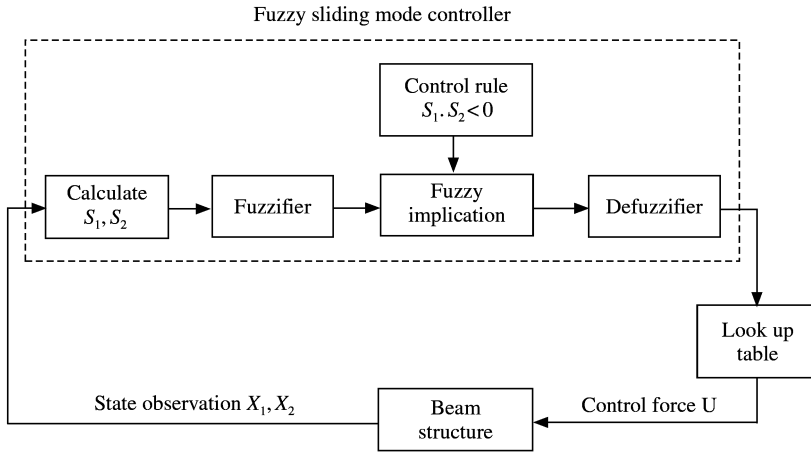 Fuzzy sliding mode controller
Control rule
S₁.S₂<0
Calculate
S₁, S₂
Fuzzifier
Fuzzy
implication
Defuzzifier
Look up
table
State observation X₁, X₂
Beam
structure
Control force U